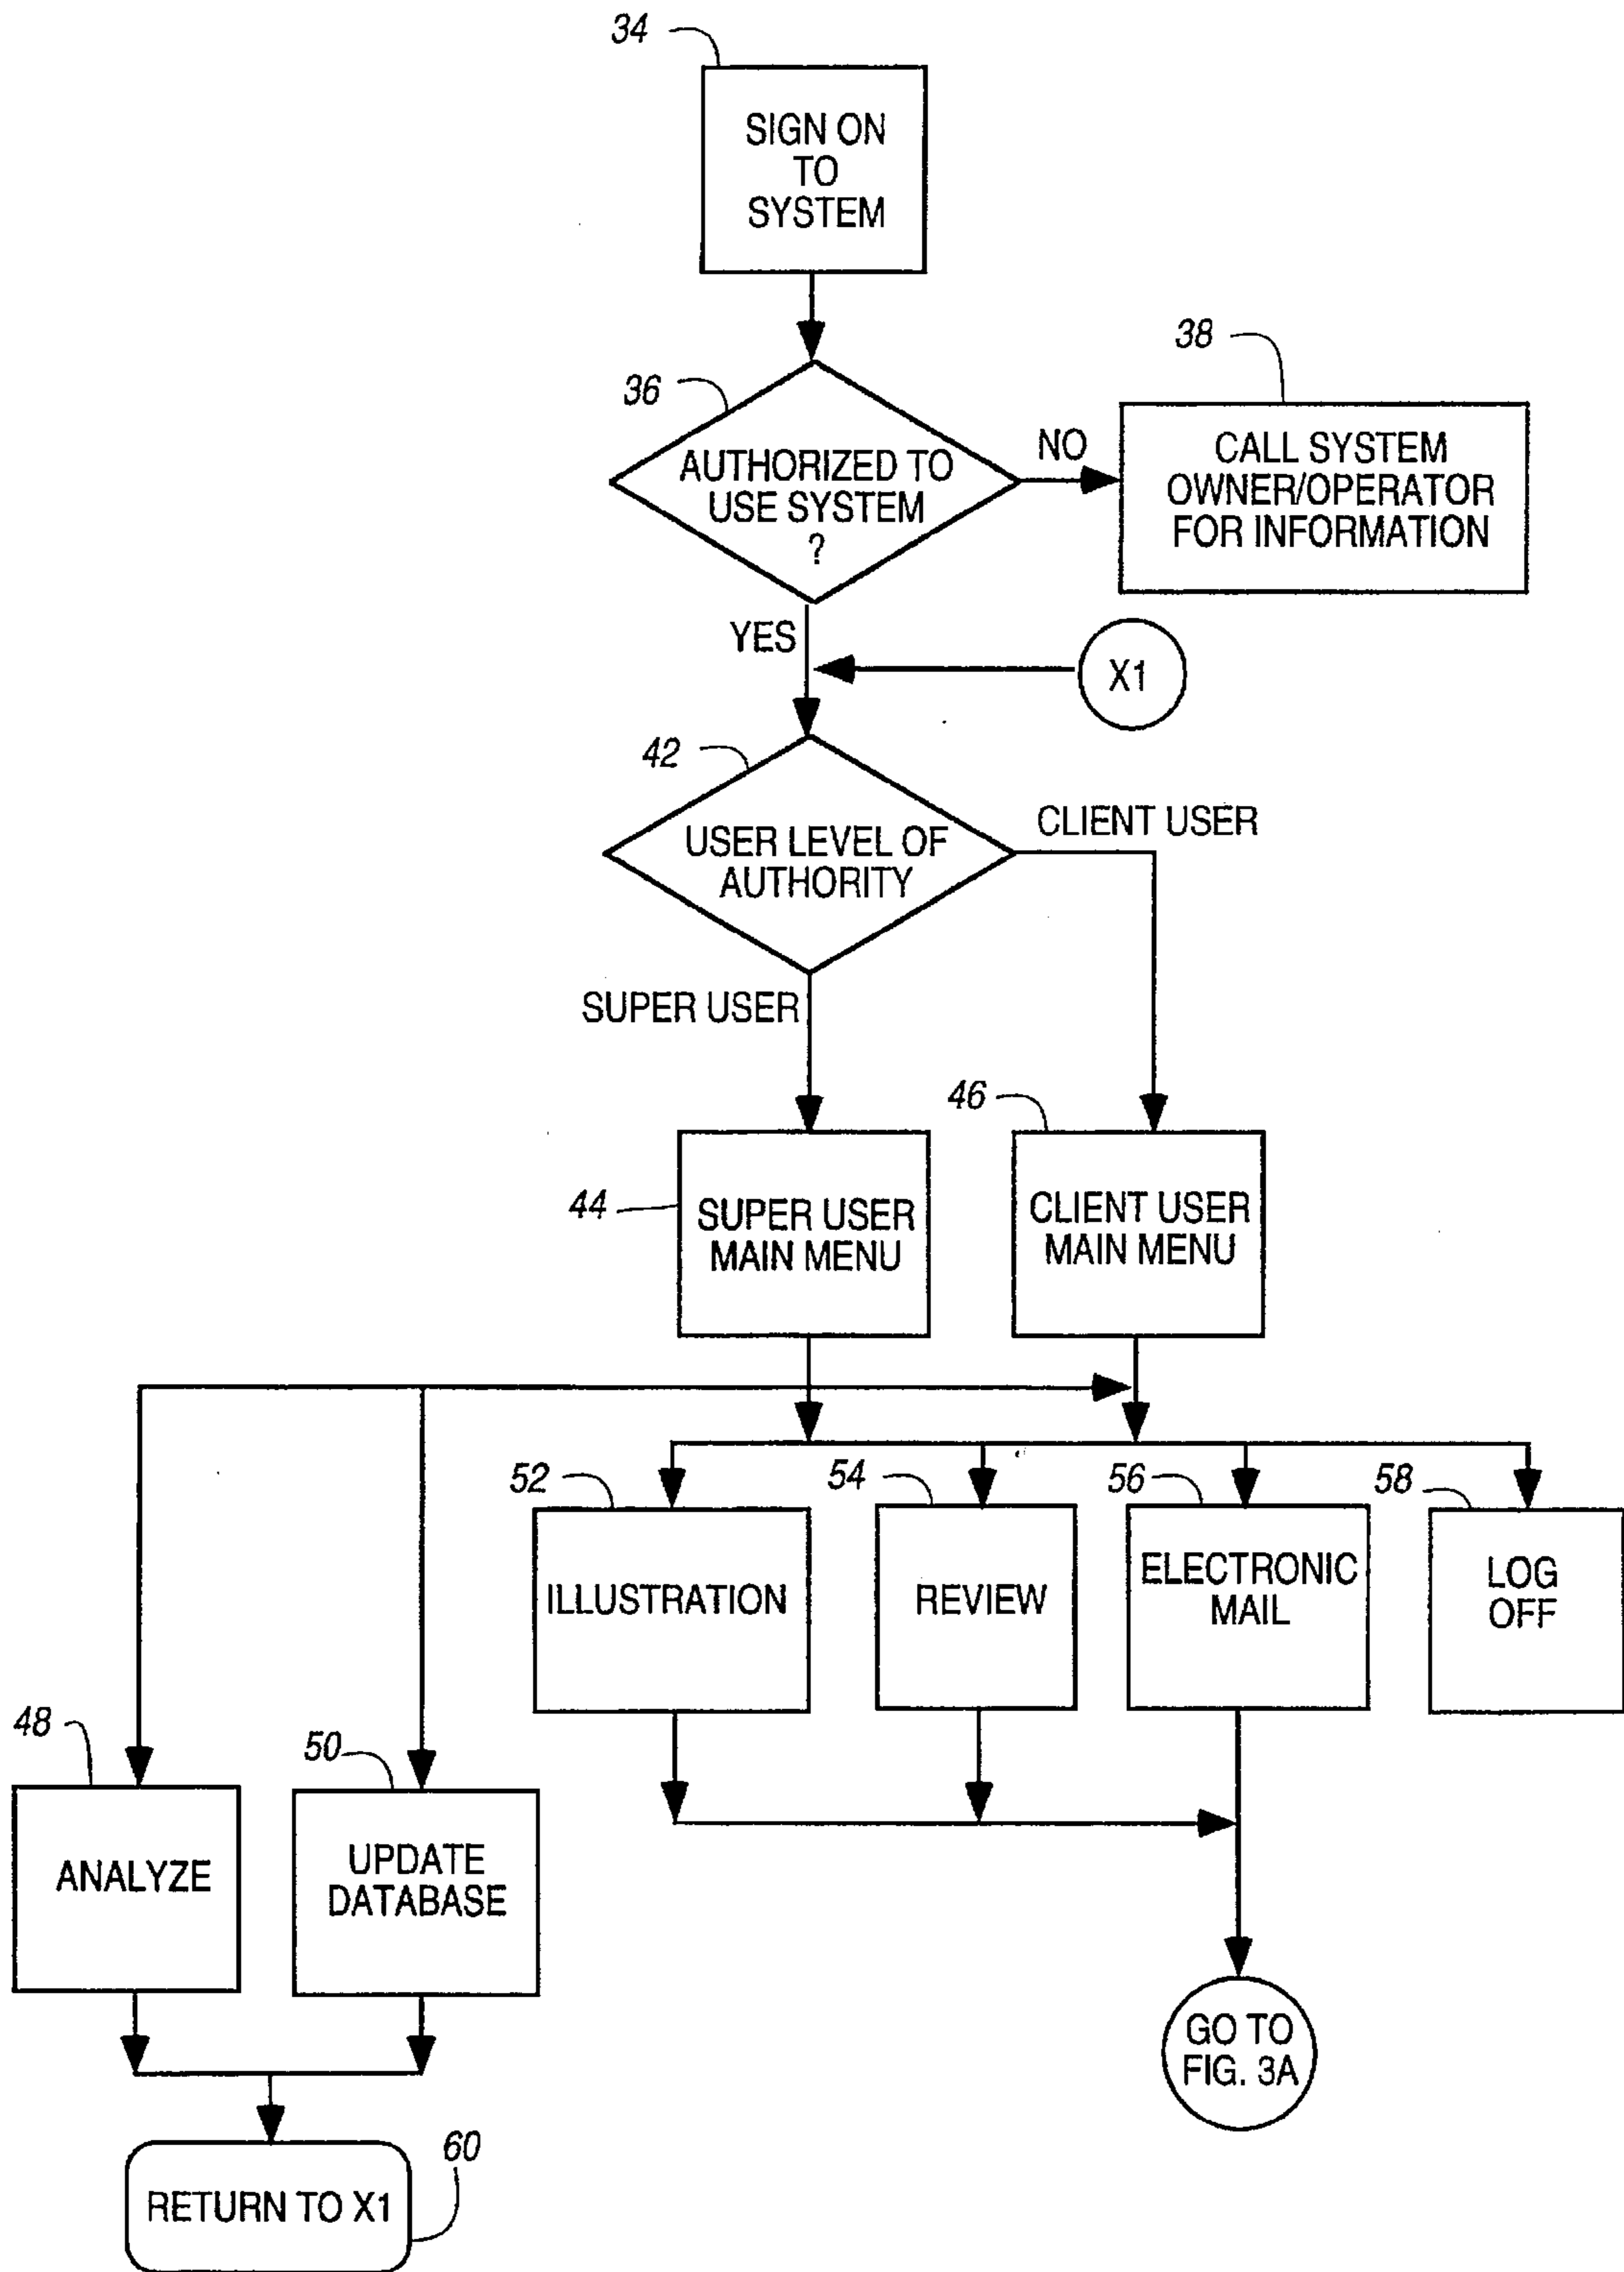 34
SIGN ON
TO
SYSTEM
36
AUTHORIZED TO
USE SYSTEM
?
NO
38
CALL SYSTEM
OWNER/OPERATOR
FOR INFORMATION
YES
X1
42
USER LEVEL OF
AUTHORITY
CLIENT USER
SUPER USER
44
SUPER USER
MAIN MENU
46
CLIENT USER
MAIN MENU
52
ILLUSTRATION
54
REVIEW
56
ELECTRONIC
MAIL
58
LOG
OFF
48
ANALYZE
50
UPDATE
DATABASE
GO TO
FIG. 3A
RETURN TO X1
60